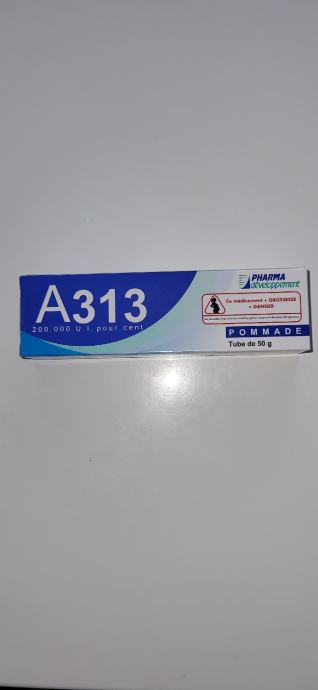 A313
200.000 U I. pour cent
PHARMA
développement
Ce médicament + GROSSESSE
= DANGER
POMMADE
Tube de 50 g